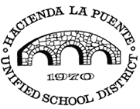 · HACIENDA LA PUENTE ·
1970
UNIFIED SCHOOL DISTRICT